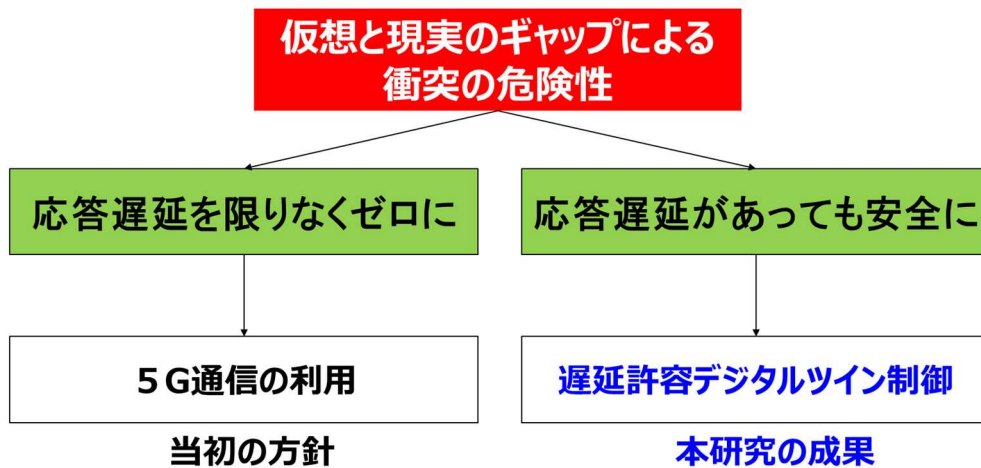 仮想と現実のギャップによる
衝突の危険性
応答遅延を限りなくゼロに
応答遅延があっても安全に
５G通信の利用
遅延許容デジタルツイン制御
当初の方針
本研究の成果